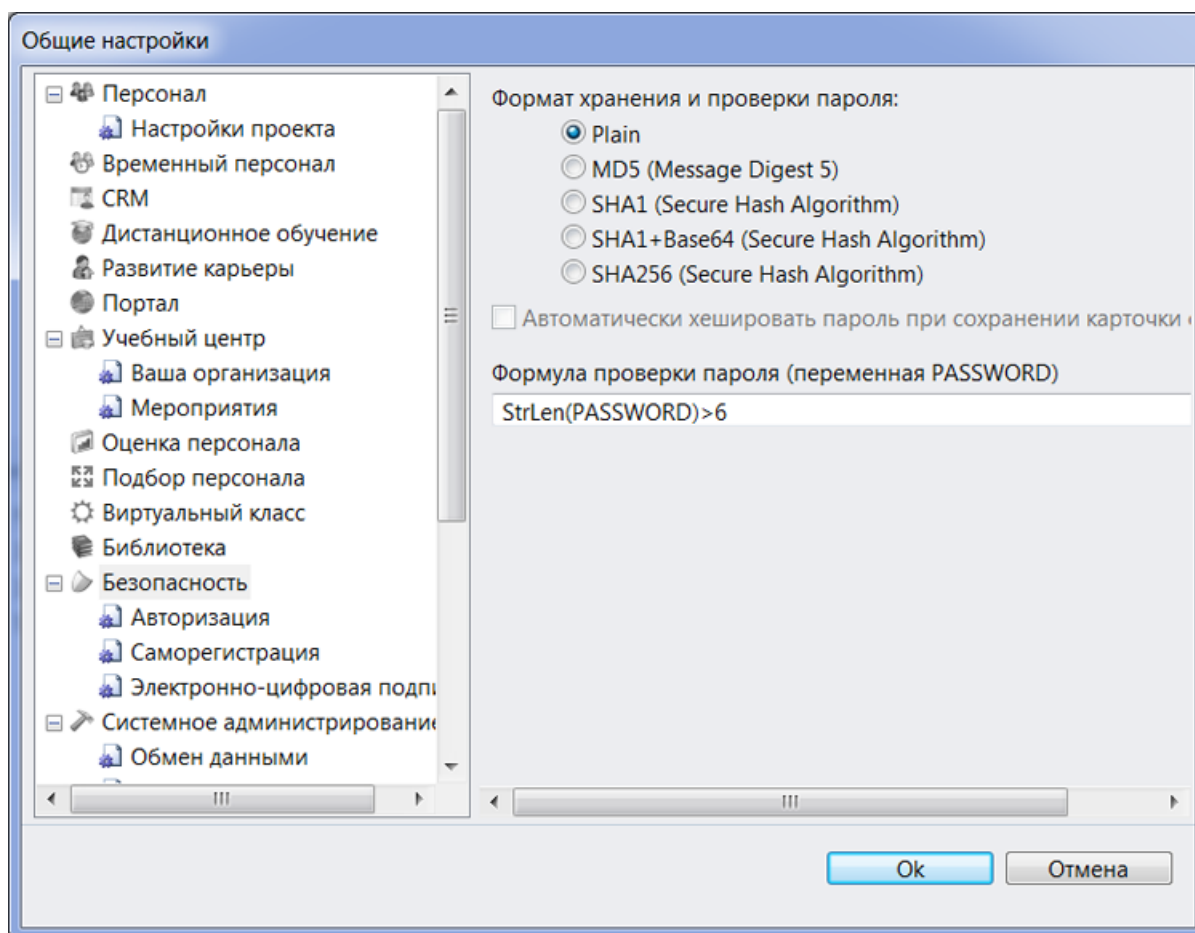 Общие настройки
Персонал
Настройки проекта
Временный персонал
CRM
Дистанционное обучение
Развитие карьеры
Портал
Учебный центр
Ваша организация
Мероприятия
Оценка персонала
Подбор персонала
Виртуальный класс
Библиотека
Безопасность
Авторизация
Саморегистрация
Электронно-цифровая
Системное администрирование
Обмен данными
Формат хранения и проверки пароля:
Plain
MD5 (Message Digest 5)
SHA1 (Secure Hash Algorithm)
SHA1+Base64 (Secure Hash Algorithm)
SHA256 (Secure Hash Algorithm)
Автоматически хешировать пароль при сохранении карточки
Формула проверки пароля (переменная PASSWORD)
StrLen(PASSWORD)>6
Ok
Отмена